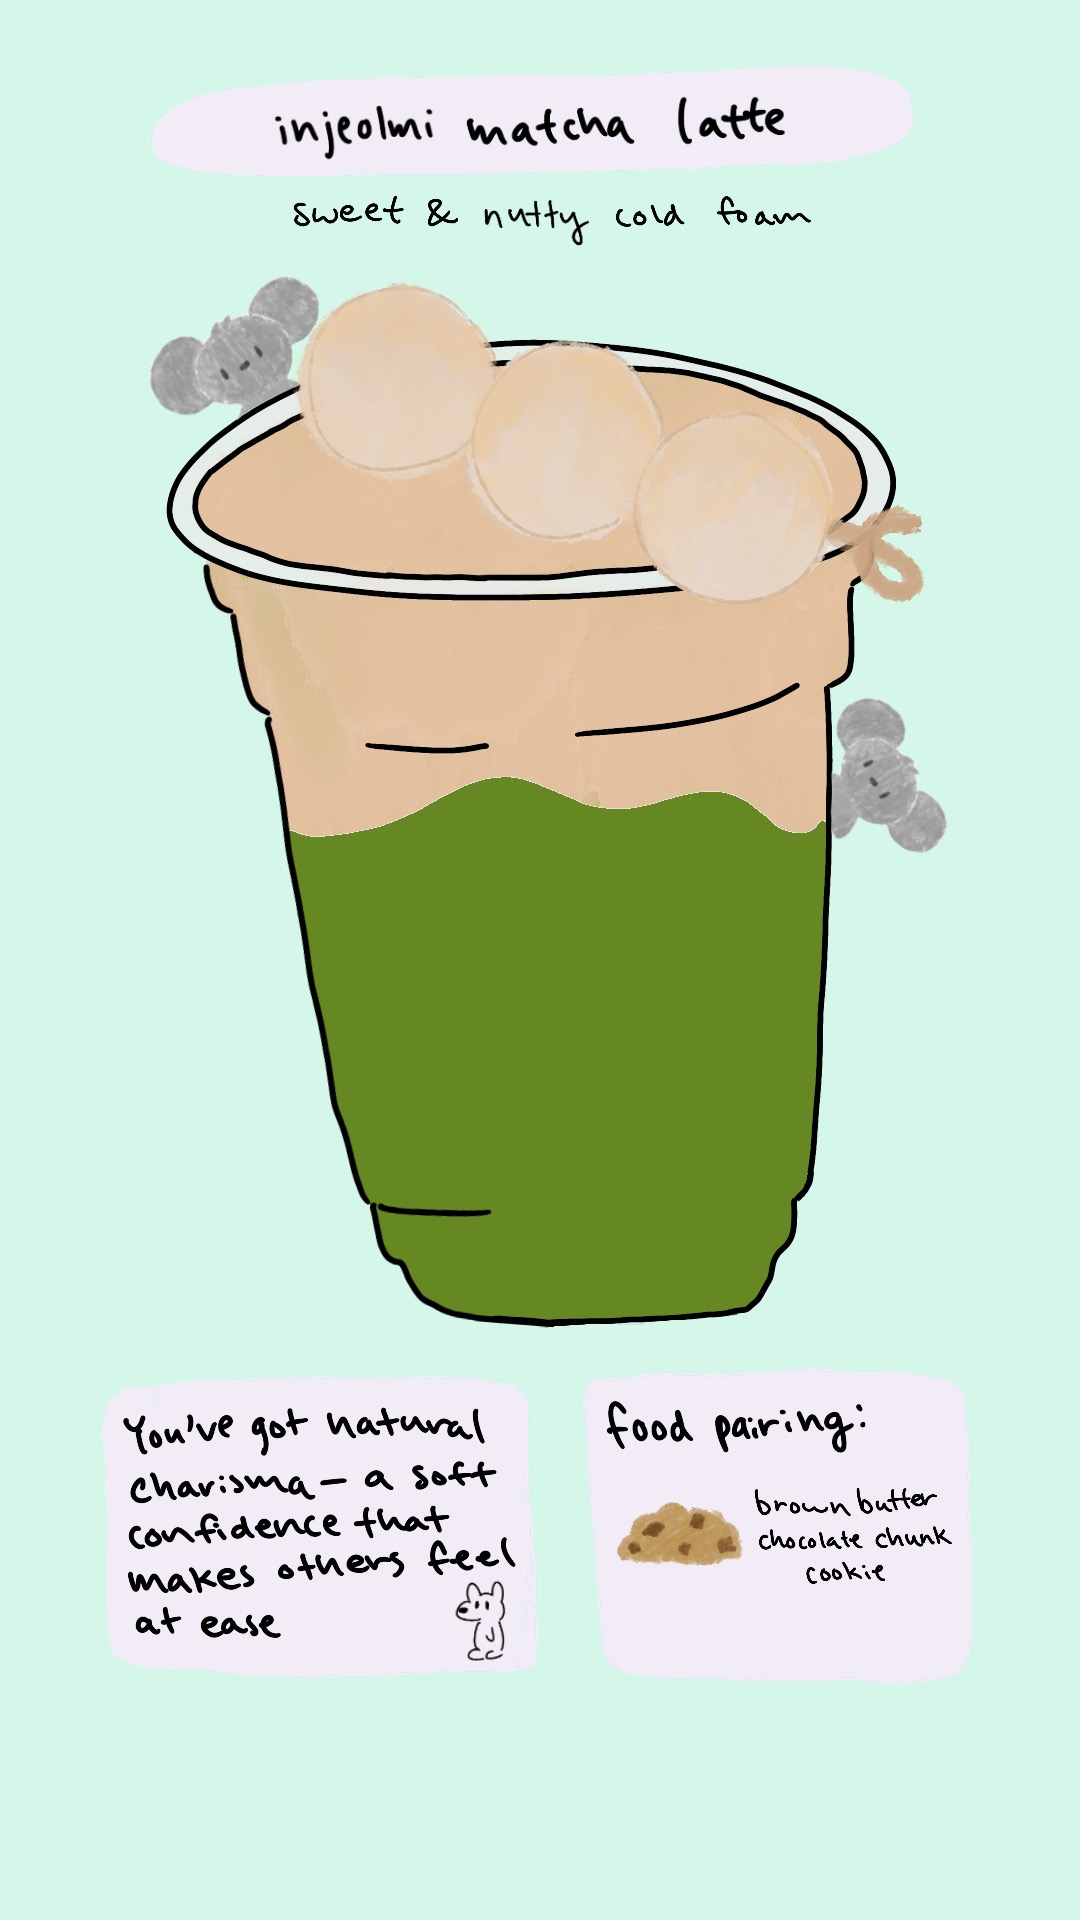 injeolmi matcha latte
sweet & nutty cold foam
You've got natural
charisma — a soft
confidence that
makes others feel
at ease
food pairing:
brown butter
chocolate chunk
cookie